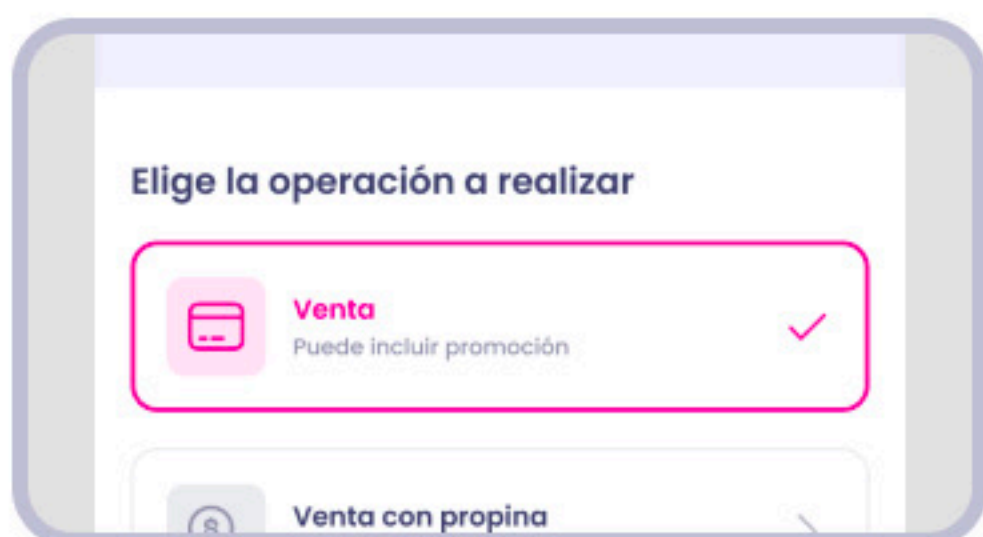 Elige la operación a realizar
Venta
Puede incluir promoción
Venta con propina